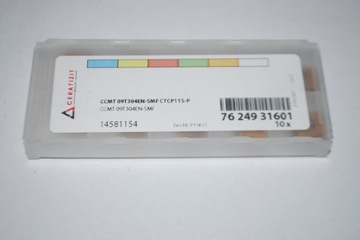 CERATIZIT
CCMT 09T304EN-SMF CTCP115-P
CCMT 09T304EN-SMF
14581154
76 249 31601
10 x